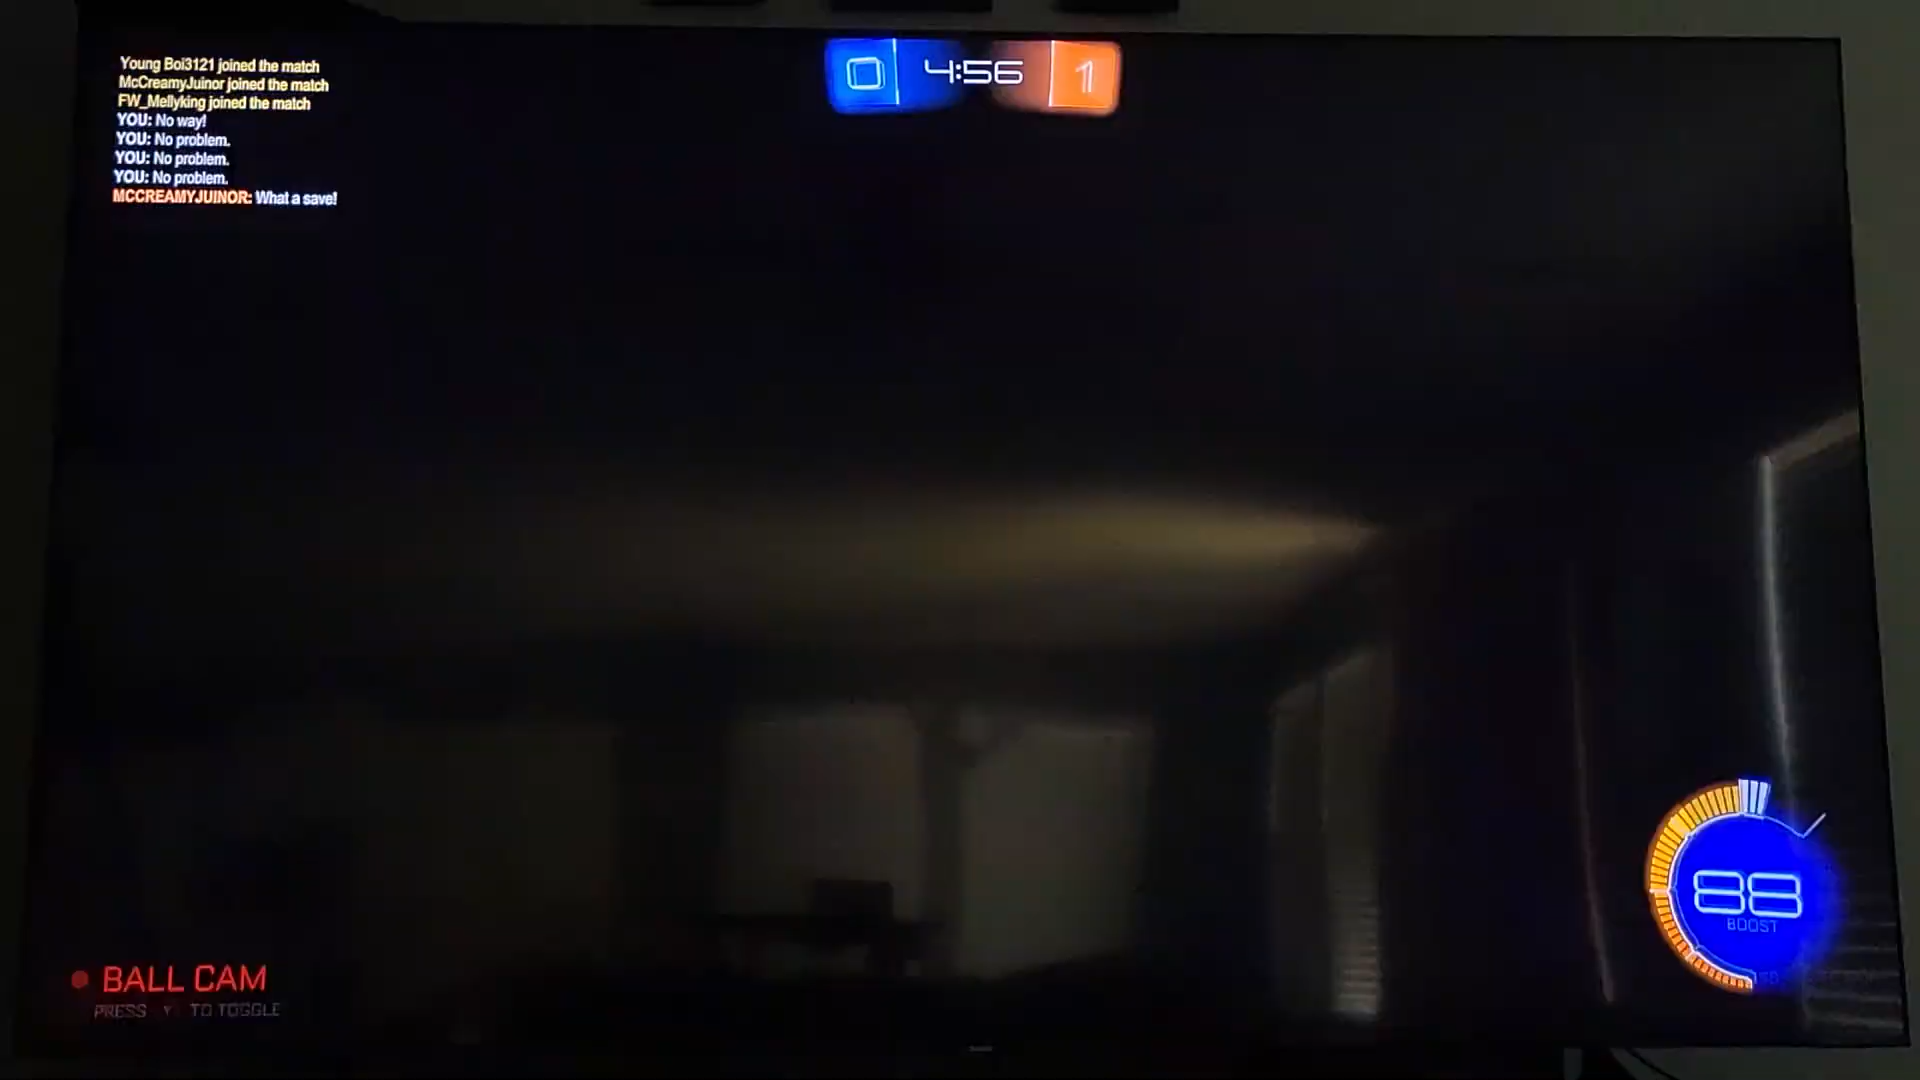 Young Boi3121 joined the match
McCreamyJuinor joined the match
FW_Mellyking joined the match
YOU: No way!
YOU: No problem.
YOU: No problem.
YOU: No problem.
MCCREAMYJUINOR: What a save!
0 4:56 1
88
BOOST
BALL CAM
PRESS Y TO TOGGLE